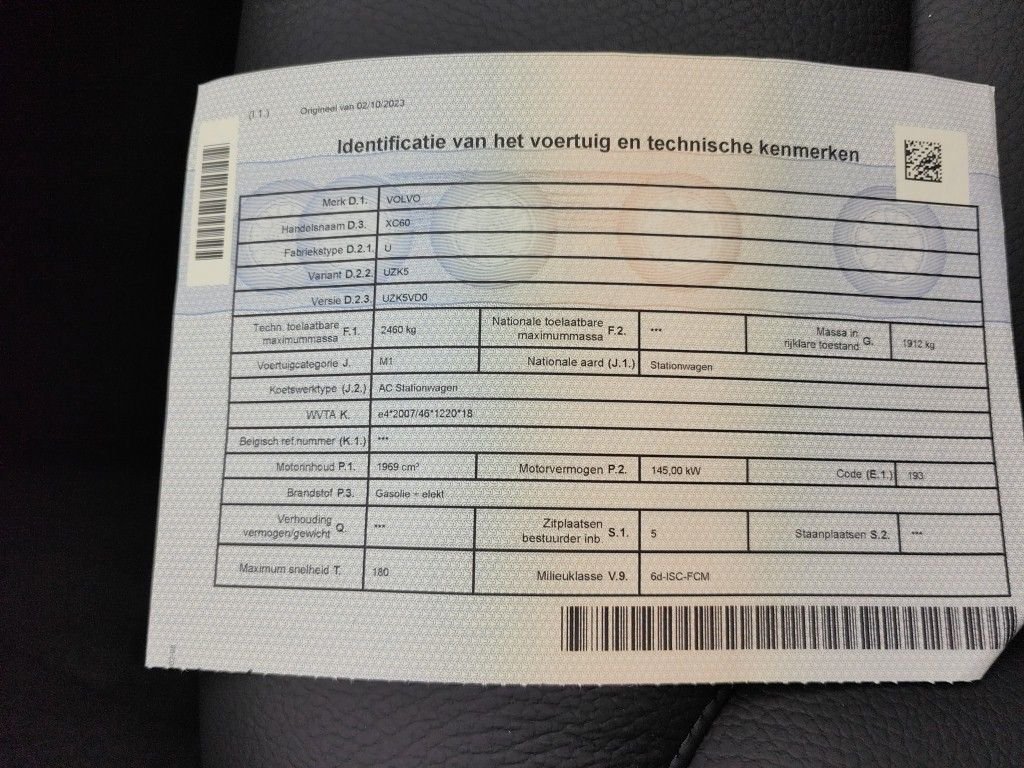 (I.1.) Origineel van 02/10/2023
Identificatie van het voertuig en technische kenmerken
Merk D.1. VOLVO
Handelsnaam D.3. XC60
Fabriekstype D.2.1. U
Variant D.2.2. UZK5
Versie D.2.3. UZK5VD0
Techn. toelaatbare maximummassa F.1. 2460 kg Nationale toelaatbare maximummassa F.2. *** Massa in rijklare toestand G. 1912 kg
Voertuigcategorie J. M1 Nationale aard (J.1.) Stationwagen
Koetswerktype (J.2.) AC Stationwagen
WVTA K. e4*2007/46*1220*18
Belgisch ref.nummer (K.1.) ***
Motorinhoud P.1. 1969 cm³ Motorvermogen P.2. 145,00 kW Code (E.1.) 193
Brandstof P.3. Gasolie + elekt
Verhouding vermogen/gewicht Q. *** Zitplaatsen bestuurder inb. S.1. 5 Staanplaatsen S.2. ***
Maximum snelheid T. 180 Milieuklasse V.9. 6d-ISC-FCM